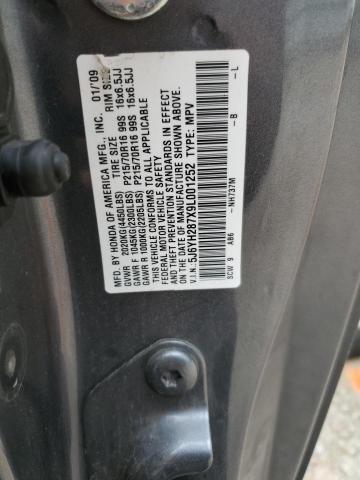 MFD. BY HONDA OF AMERICA MFG., INC. 01/'09
TIRE SIZE RIM SIZE
GVWR 2020KG(4450LBS) P215/70R16 99S 16x6.5JJ
GAWR F 1045KG(2300LBS) P215/70R16 99S 16x6.5JJ
GAWR R 1000KG(2205LBS)
THIS VEHICLE CONFORMS TO ALL APPLICABLE
FEDERAL MOTOR VEHICLE SAFETY
AND THEFT PREVENTION STANDARDS IN EFFECT
ON THE DATE OF MANUFACTURE SHOWN ABOVE.
V.I.N: 5J6YH287X9L001252 TYPE: MPV
SCW 9 AB6 -NH737M -B -L